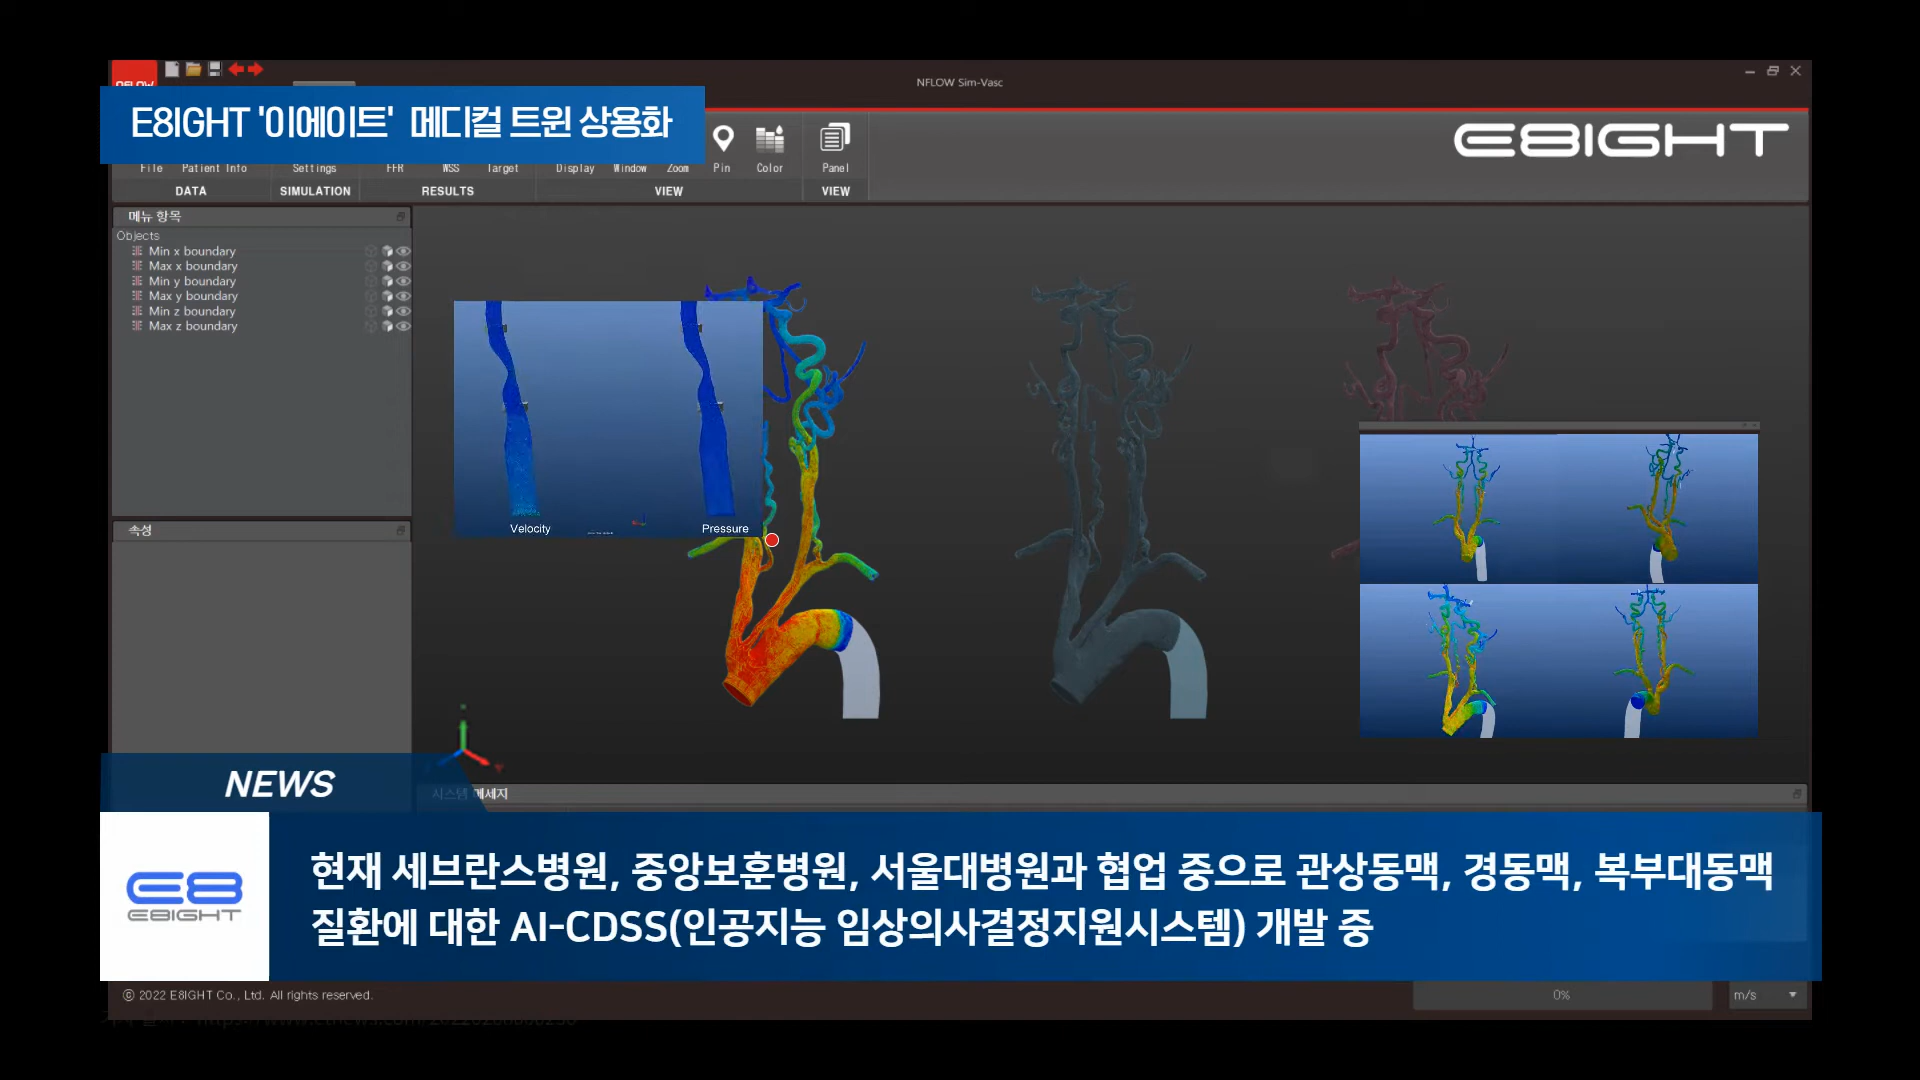 NFLOW Sim-Vasc
NFLOW
E8IGHT '이에이트' 메디컬 트윈 상용화
E8IGHT
File Patient Info Settings FFR WSS Target Display Window Zoom Pin Color Panel
DATA SIMULATION RESULTS VIEW VIEW
메뉴 항목
Objects
Min x boundary
Max x boundary
Min y boundary
Max y boundary
Min z boundary
Max z boundary
속성
Velocity
Pressure
시스템 메세지
NEWS
E8
E8IGHT
현재 세브란스병원, 중앙보훈병원, 서울대병원과 협업 중으로 관상동맥, 경동맥, 복부대동맥
질환에 대한 AI-CDSS(인공지능 임상의사결정지원시스템) 개발 중
ⓒ 2022 E8IGHT Co., Ltd. All rights reserved.
0%
m/s